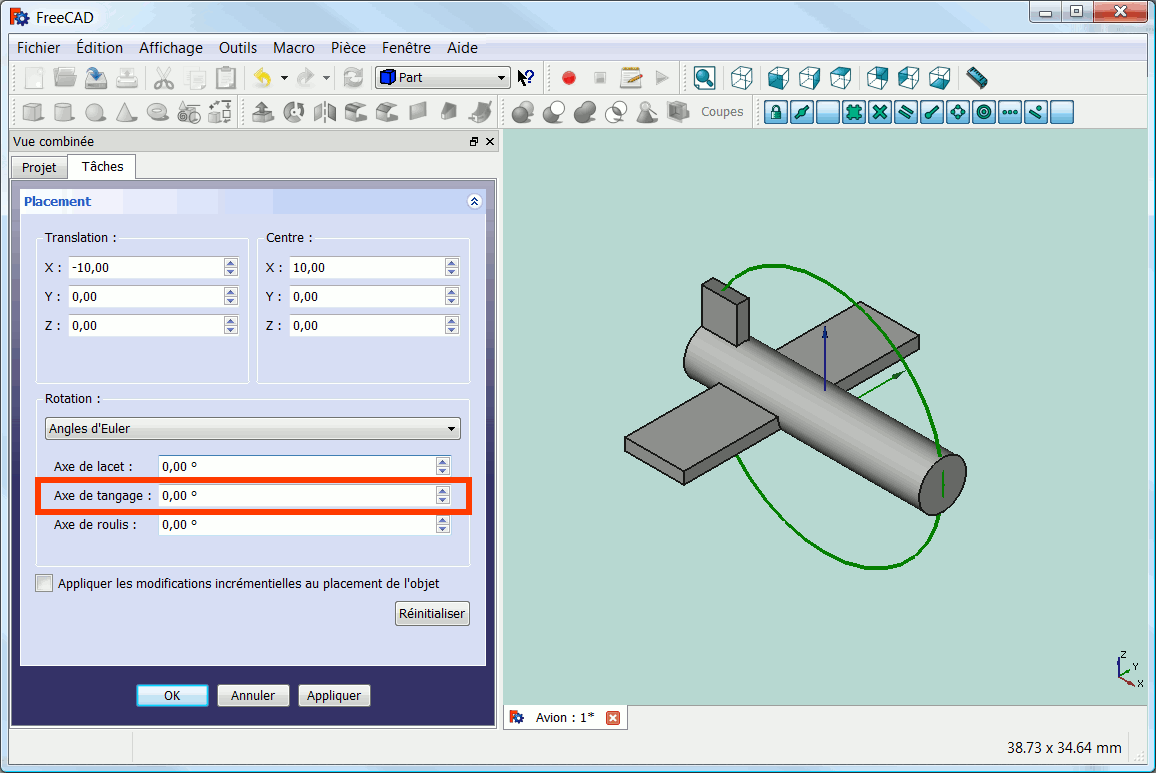 FreeCAD
Fichier Édition Affichage Outils Macro Pièce Fenêtre Aide
Part
Coupes
Vue combinée
Projet Tâches
Placement
Translation : Centre :
X : -10,00 X : 10,00
Y : 0,00 Y : 0,00
Z : 0,00 Z : 0,00
Rotation :
Angles d'Euler
Axe de lacet : 0,00 °
Axe de tangage : 0,00 °
Axe de roulis : 0,00 °
Appliquer les modifications incrémentielles au placement de l'objet
Réinitialiser
OK Annuler Appliquer
Z
Y
X
Avion : 1*
38.73 x 34.64 mm